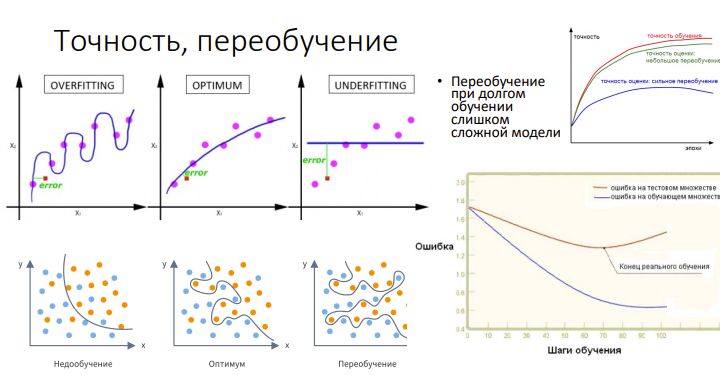 Точность, переобучение
OVERFITTING
X₂
error
X₁
OPTIMUM
X₂
error
X₁
UNDERFITTING
X₂
error
X₁
• Переобучение
при долгом
обучении
слишком
сложной модели
точность
точность обучения
точность оценки:
небольшое переобучение
точность оценки: сильное переобучение
эпохи
y
x
Недообучение
y
x
Оптимум
y
x
Переобучение
Ошибка
2.0
1.8
1.6
1.4
1.2
1.0
0.8
0.6
0.4
ошибка на тестовом множестве
ошибка на обучающем множеств
Конец реального обучения
0 10 20 30 40 50 60 70 80 90 100
Шаги обучения